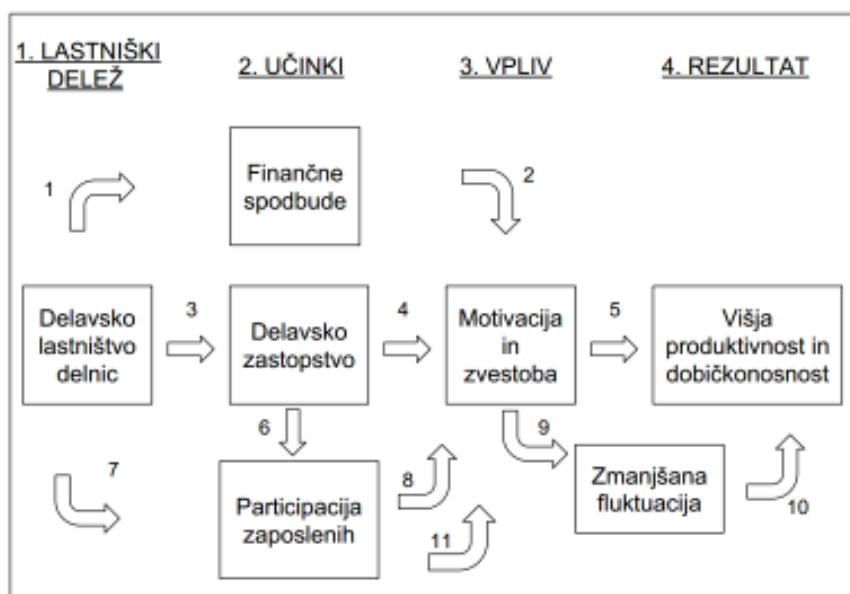 1. LASTNIŠKI
DELEŽ
2. UČINKI
3. VPLIV
4. REZULTAT
1
Finančne
spodbude
2
Delavsko
lastništvo
delnic
3
Delavsko
zastopstvo
4
Motivacija
in
zvestoba
5
Višja
produktivnost in
dobičkonosnost
6
7
Participacija
zaposlenih
8
11
9
Zmanjšana
fluktuacija
10